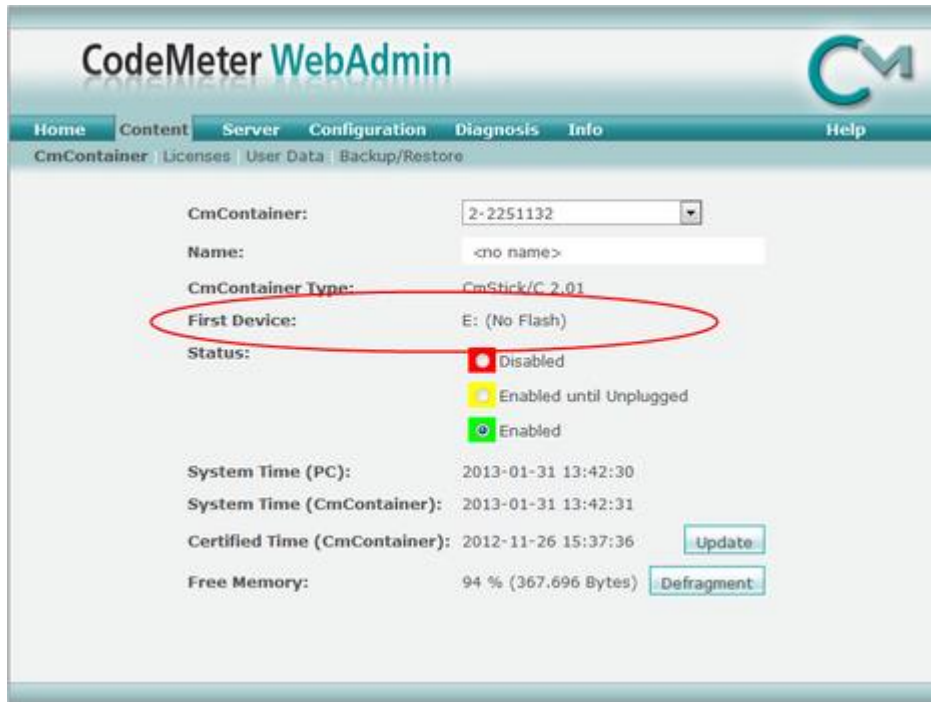 CodeMeter WebAdmin
CM
Home Content Server Configuration Diagnosis Info Help
CmContainer | Licenses | User Data | Backup/Restore
CmContainer: 2-2251132
Name: <no name>
CmContainer Type: CmStick/C 2.01
First Device: E: (No Flash)
Status: Disabled
Enabled until Unplugged
Enabled
System Time (PC): 2013-01-31 13:42:30
System Time (CmContainer): 2013-01-31 13:42:31
Certified Time (CmContainer): 2012-11-26 15:37:36 Update
Free Memory: 94 % (367.696 Bytes) Defragment